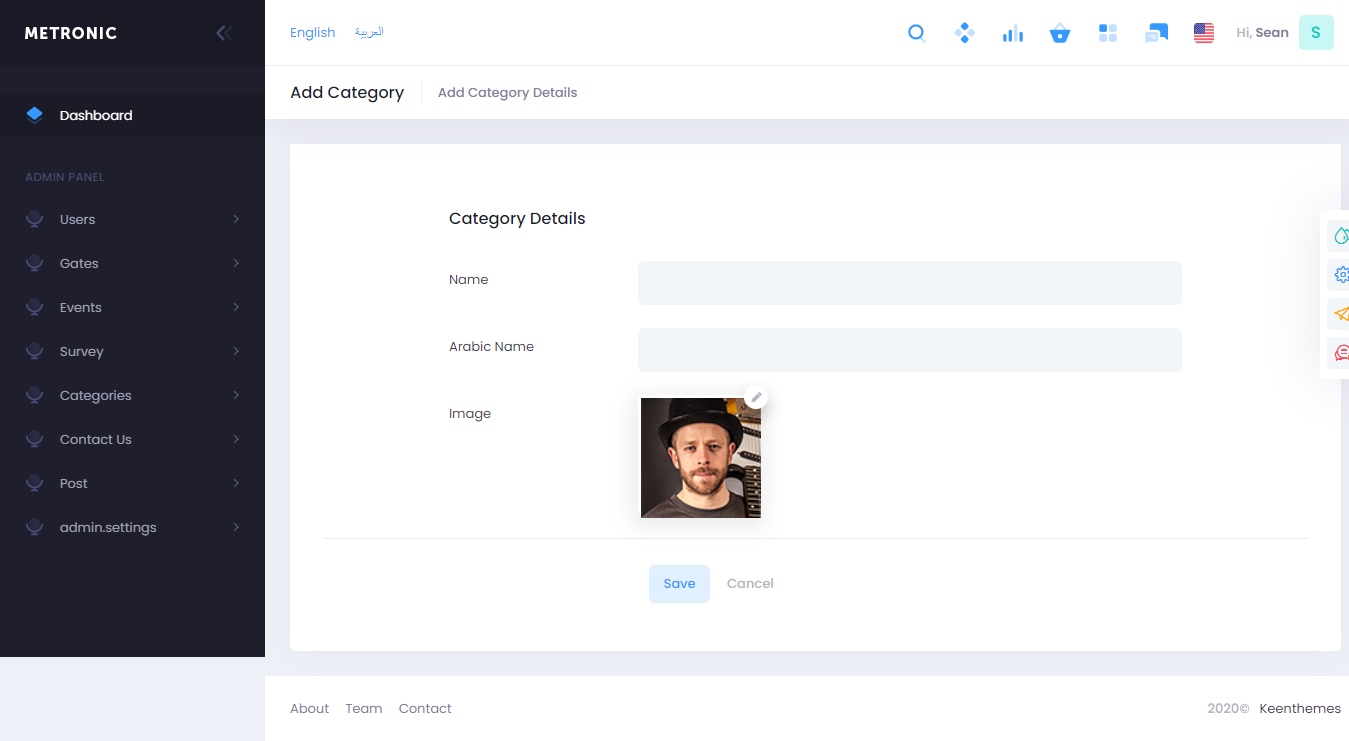 METRONIC
English العربية
Hi, Sean S
Add Category Add Category Details
Dashboard
ADMIN PANEL
Users
Gates
Events
Survey
Categories
Contact Us
Post
admin.settings
Category Details
Name
Arabic Name
Image
Save Cancel
About Team Contact
2020© Keenthemes